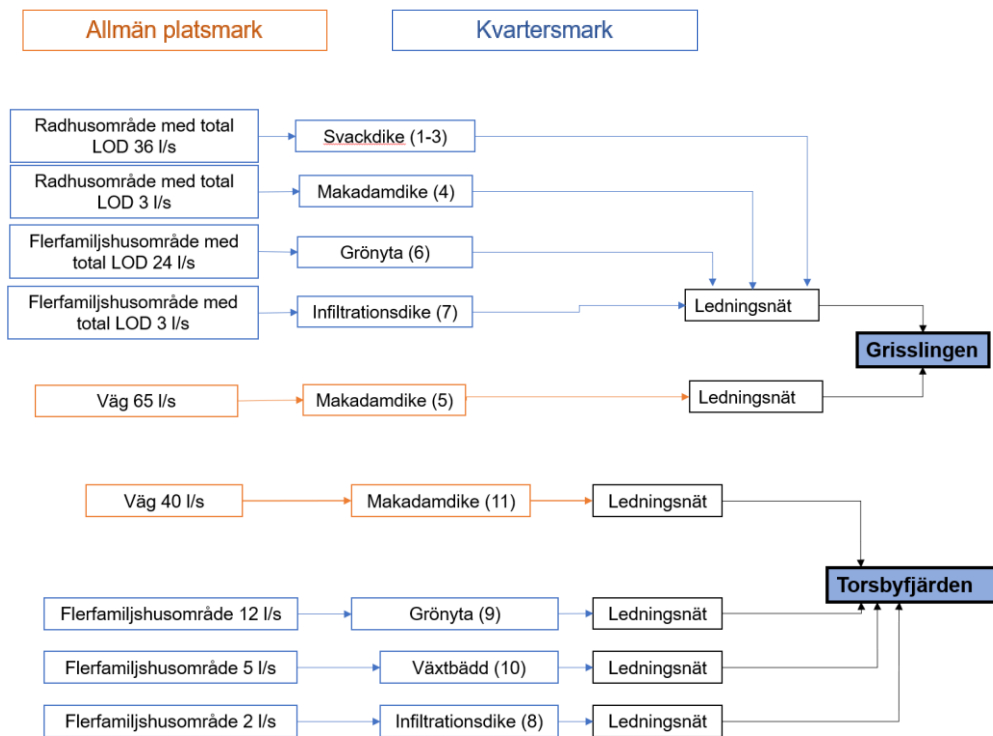 Allmän platsmark
Kvartersmark
Radhusområde med total
LOD 36 l/s
Svackdike (1-3)
Radhusområde med total
LOD 3 l/s
Makadamdike (4)
Flerfamiljshusområde med
total LOD 24 l/s
Grönyta (6)
Flerfamiljshusområde med
total LOD 3 l/s
Infiltrationsdike (7)
Ledningsnät
Grisslingen
Väg 65 l/s
Makadamdike (5)
Ledningsnät
Väg 40 l/s
Makadamdike (11)
Ledningsnät
Torsbyfjärden
Flerfamiljshusområde 12 l/s
Grönyta (9)
Ledningsnät
Flerfamiljshusområde 5 l/s
Växtbädd (10)
Ledningsnät
Flerfamiljshusområde 2 l/s
Infiltrationsdike (8)
Ledningsnät